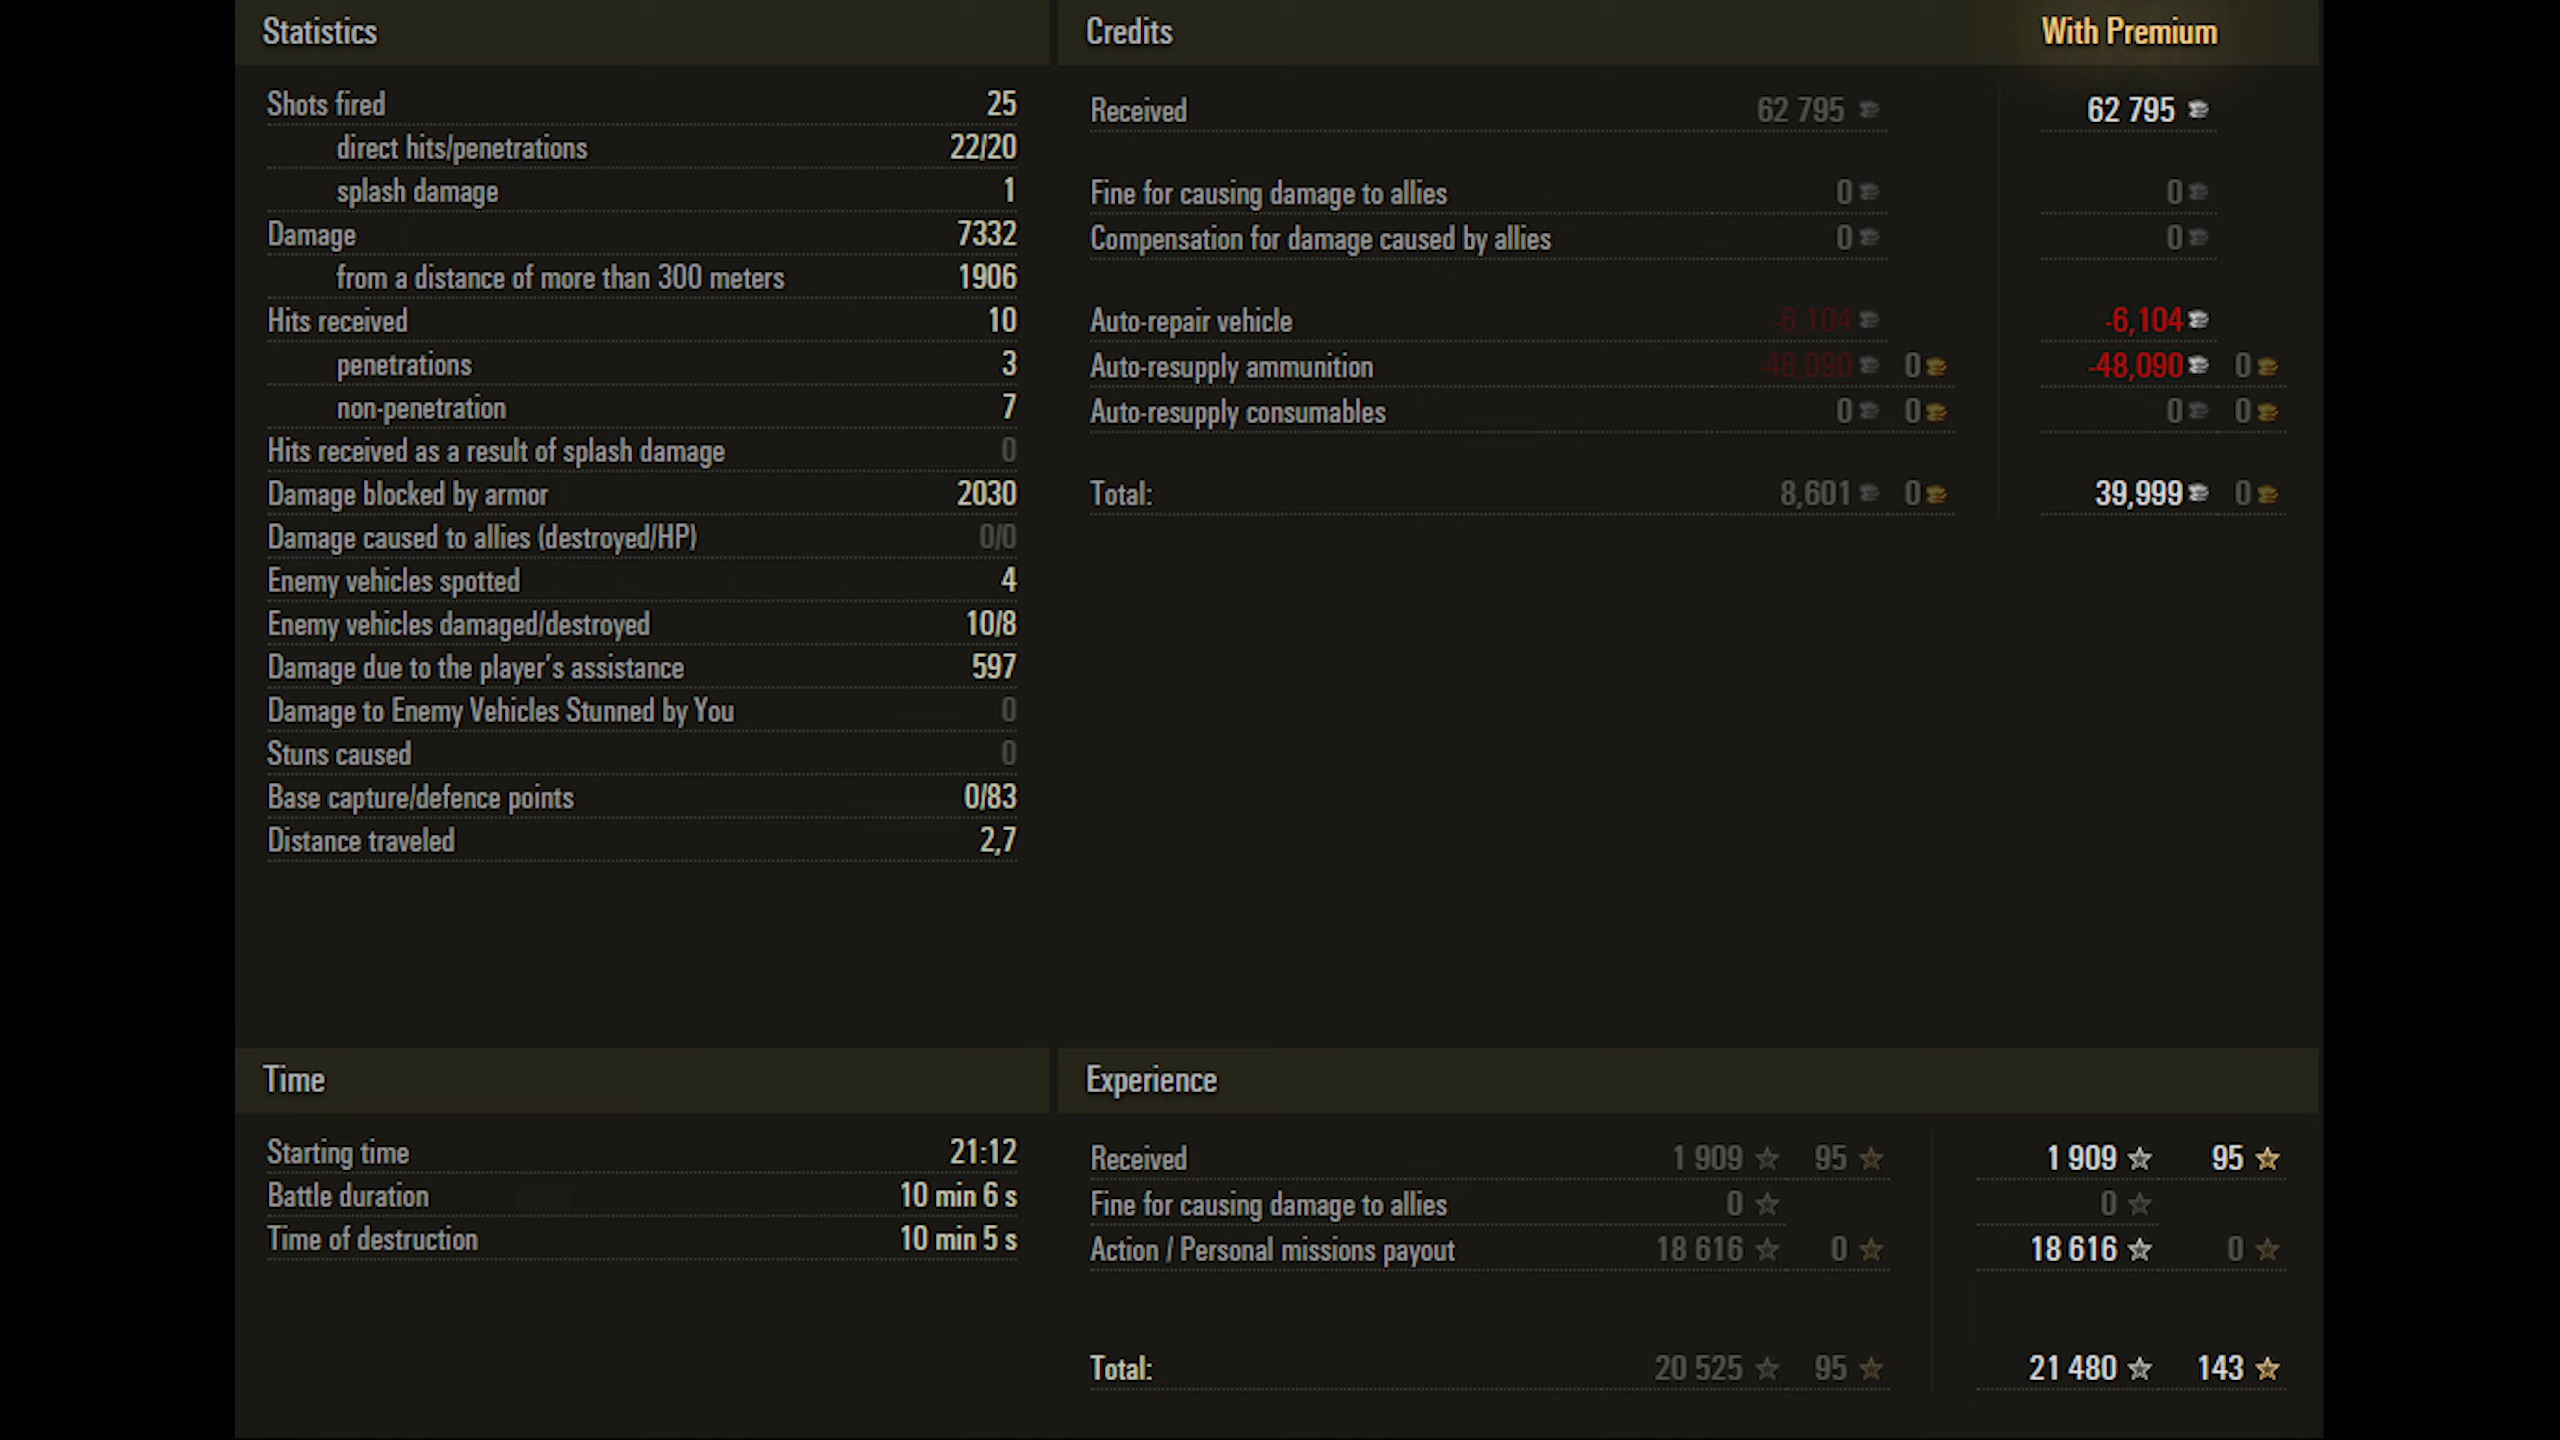 Statistics
Shots fired 25
direct hits/penetrations 22/20
splash damage 1
Damage 7332
from a distance of more than 300 meters 1906
Hits received 10
penetrations 3
non-penetration 7
Hits received as a result of splash damage 0
Damage blocked by armor 2030
Damage caused to allies (destroyed/HP) 0/0
Enemy vehicles spotted 4
Enemy vehicles damaged/destroyed 10/8
Damage due to the player's assistance 597
Damage to Enemy Vehicles Stunned by You 0
Stuns caused 0
Base capture/defence points 0/83
Distance traveled 2,7
Credits With Premium
Received 62 795 62 795
Fine for causing damage to allies 0 0
Compensation for damage caused by allies 0 0
Auto-repair vehicle -6,104 -6,104
Auto-resupply ammunition -48,090 0 -48,090 0
Auto-resupply consumables 0 0 0 0
Total: 8,601 0 39,999 0
Time
Starting time 21:12
Battle duration 10 min 6 s
Time of destruction 10 min 5 s
Experience
Received 1 909 95 1 909 95
Fine for causing damage to allies 0 0
Action / Personal missions payout 18 616 0 18 616 0
Total: 20 525 95 21 480 143